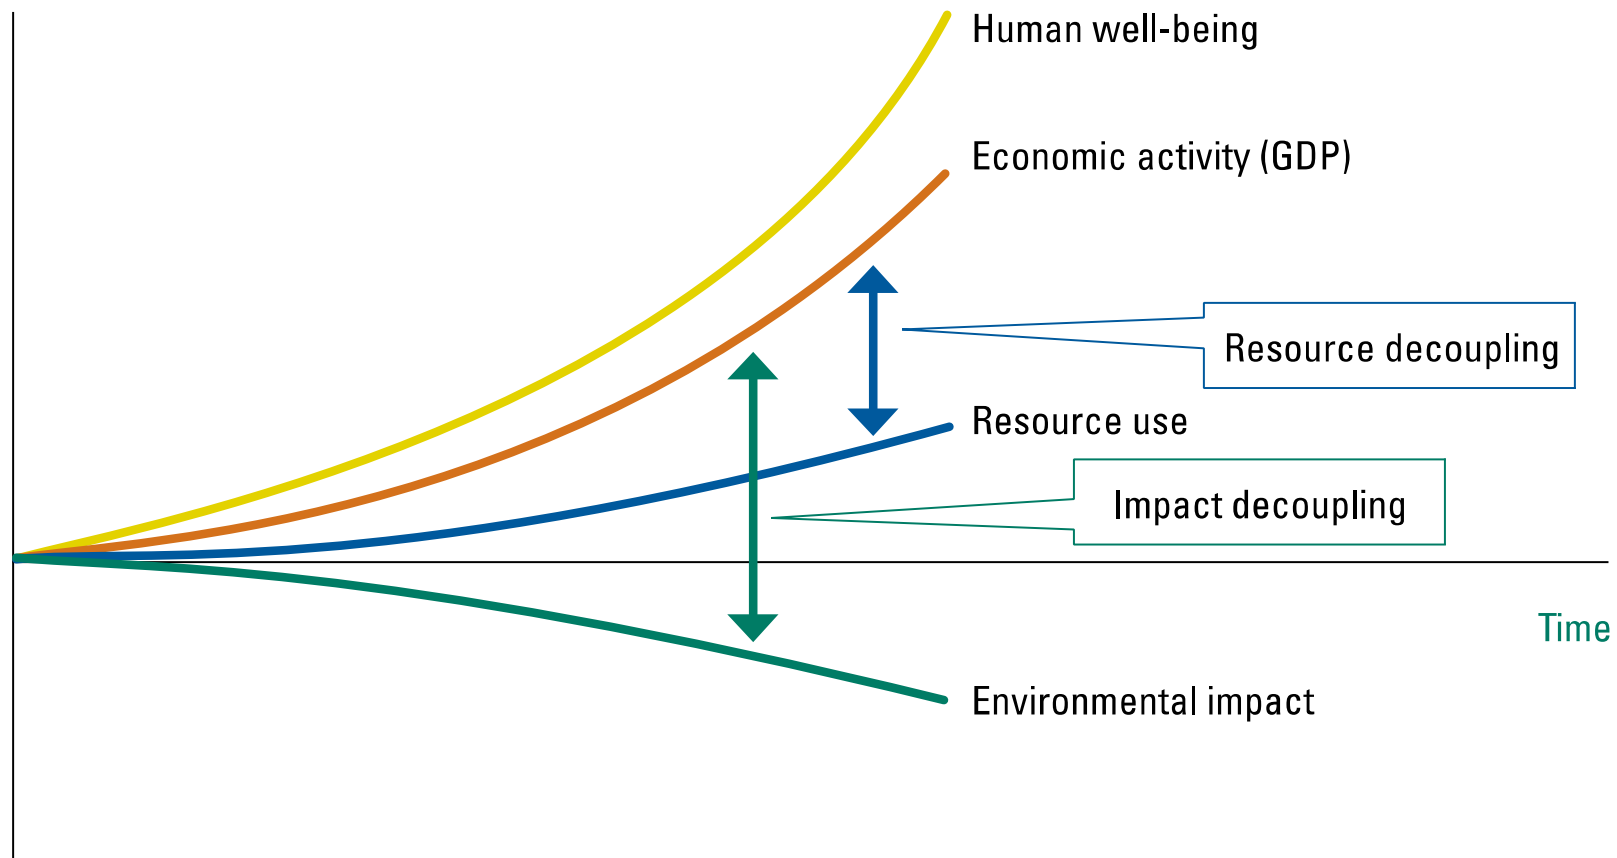 Human well-being
Economic activity (GDP)
Resource decoupling
Resource use
Impact decoupling
Time
Environmental impact